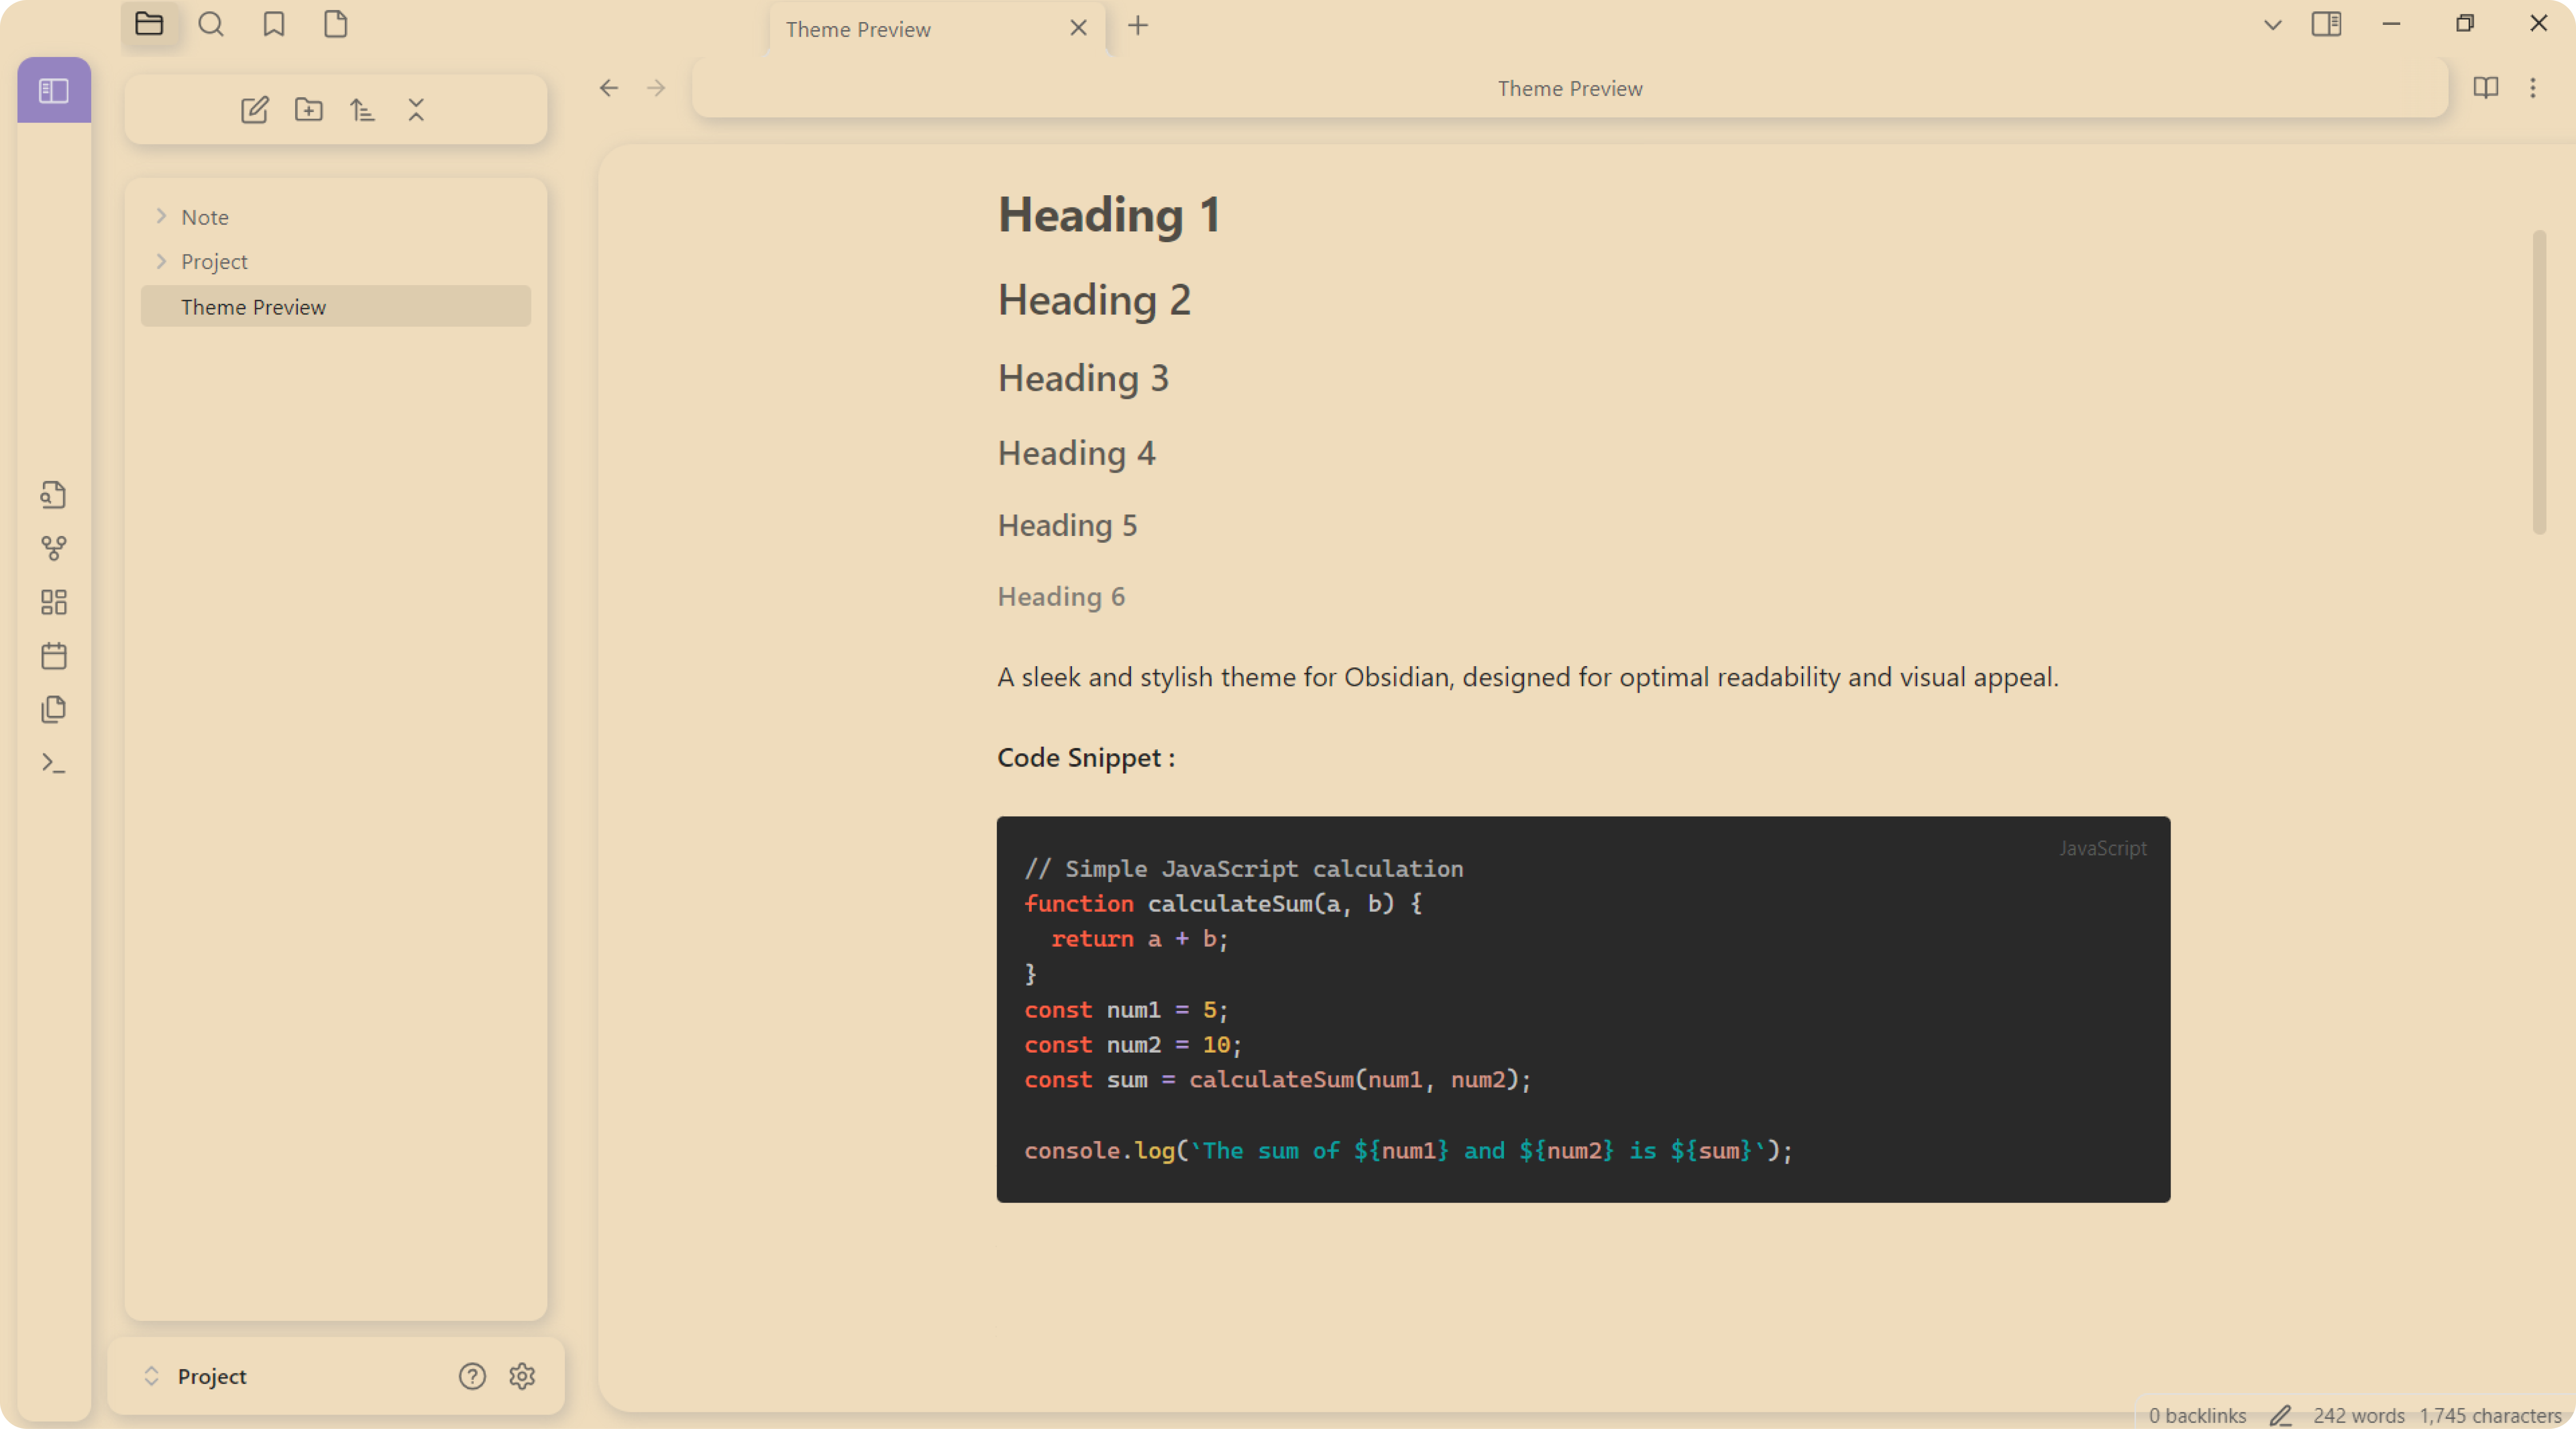 Theme Preview
Theme Preview
Note
Project
Theme Preview
Heading 1
Heading 2
Heading 3
Heading 4
Heading 5
Heading 6
A sleek and stylish theme for Obsidian, designed for optimal readability and visual appeal.
Code Snippet :
JavaScript
// Simple JavaScript calculation
function calculateSum(a, b) {
  return a + b;
}
const num1 = 5;
const num2 = 10;
const sum = calculateSum(num1, num2);
console.log(`The sum of ${num1} and ${num2} is ${sum}`);
Project
0 backlinks 242 words 1,745 characters